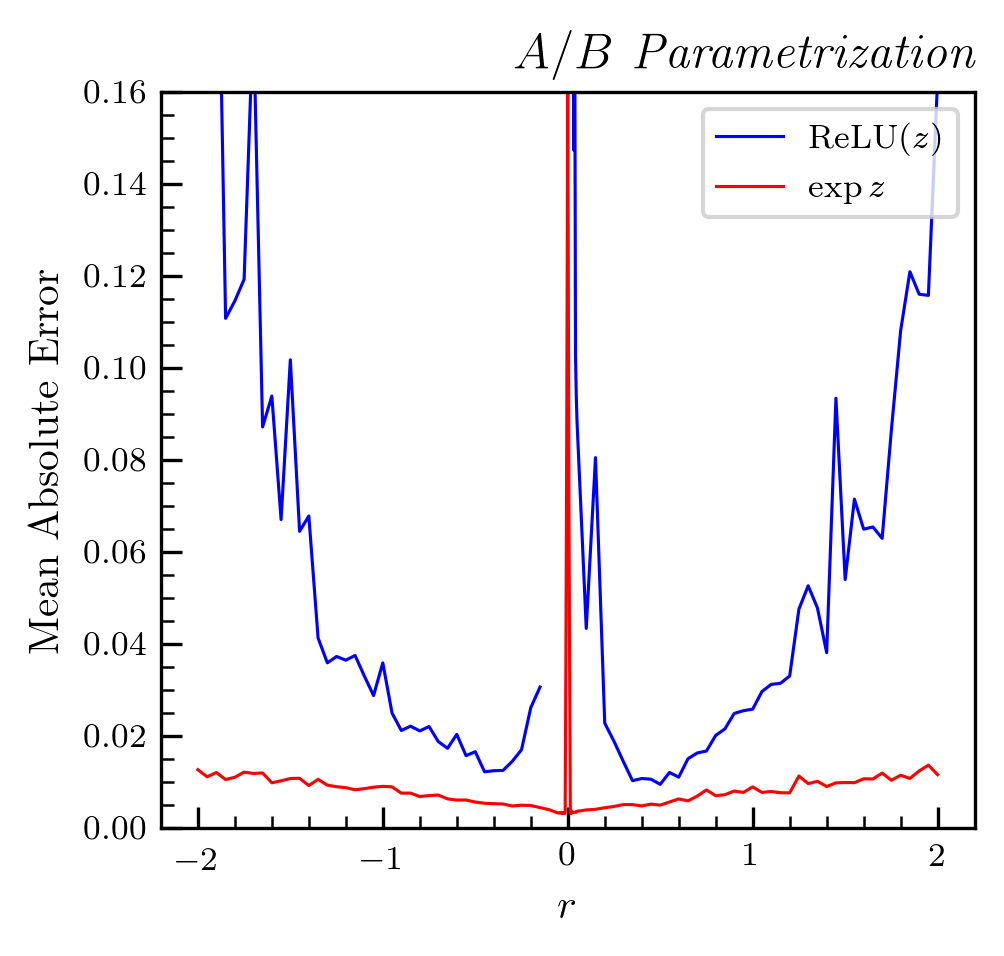 A/B Parametrization
0.16
0.14
0.12
0.10
0.08
0.06
0.04
0.02
0.00
Mean Absolute Error
ReLU(z)
exp z
−2
−1
0
1
2
r